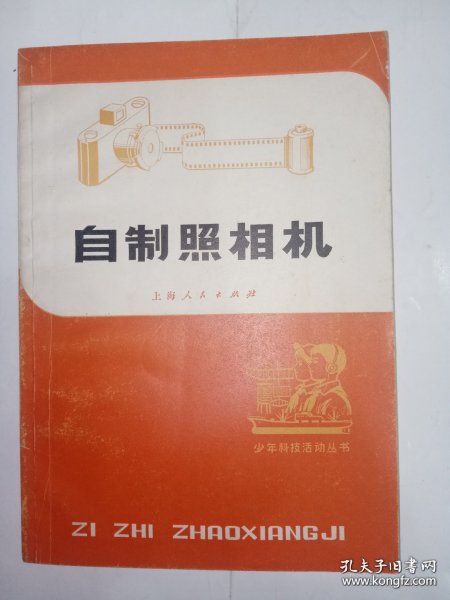 自制照相机
上海人民出版社
少年科技活动丛书
ZI ZHI ZHAOXIANGJI
孔夫子旧书网
www.kongfz.com